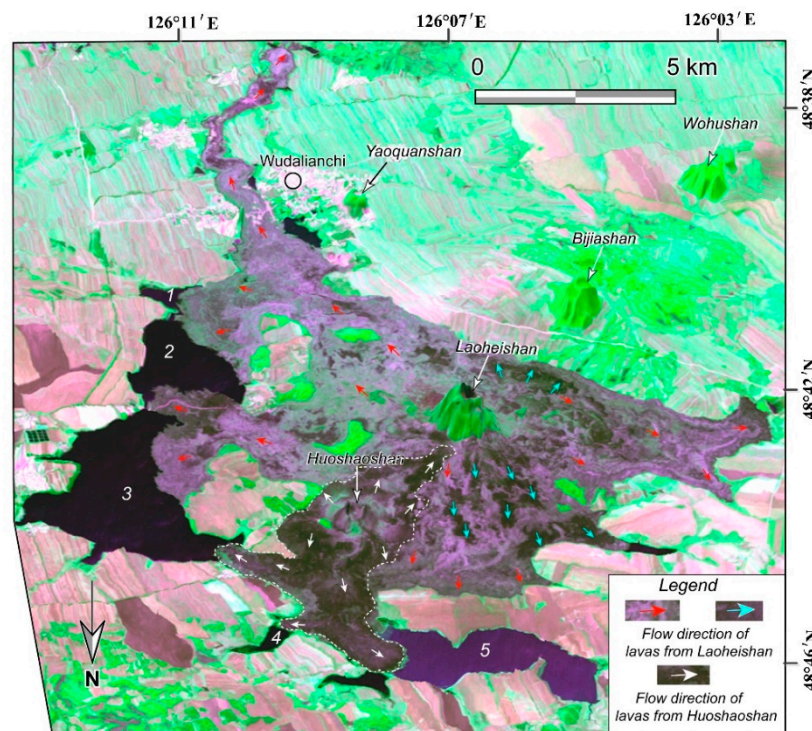 126°11′ E
126°07′ E
126°03′ E
0
5 km
48°38′N
Wohushan
Yaoquanshan
Wudalianchi
Bijiashan
1
2
Laoheishan
48°42′N
Huoshaoshan
3
4
5
N
Legend
Flow direction of
lavas from Laoheishan
Flow direction of
lavas from Huoshaoshan
48°46′N